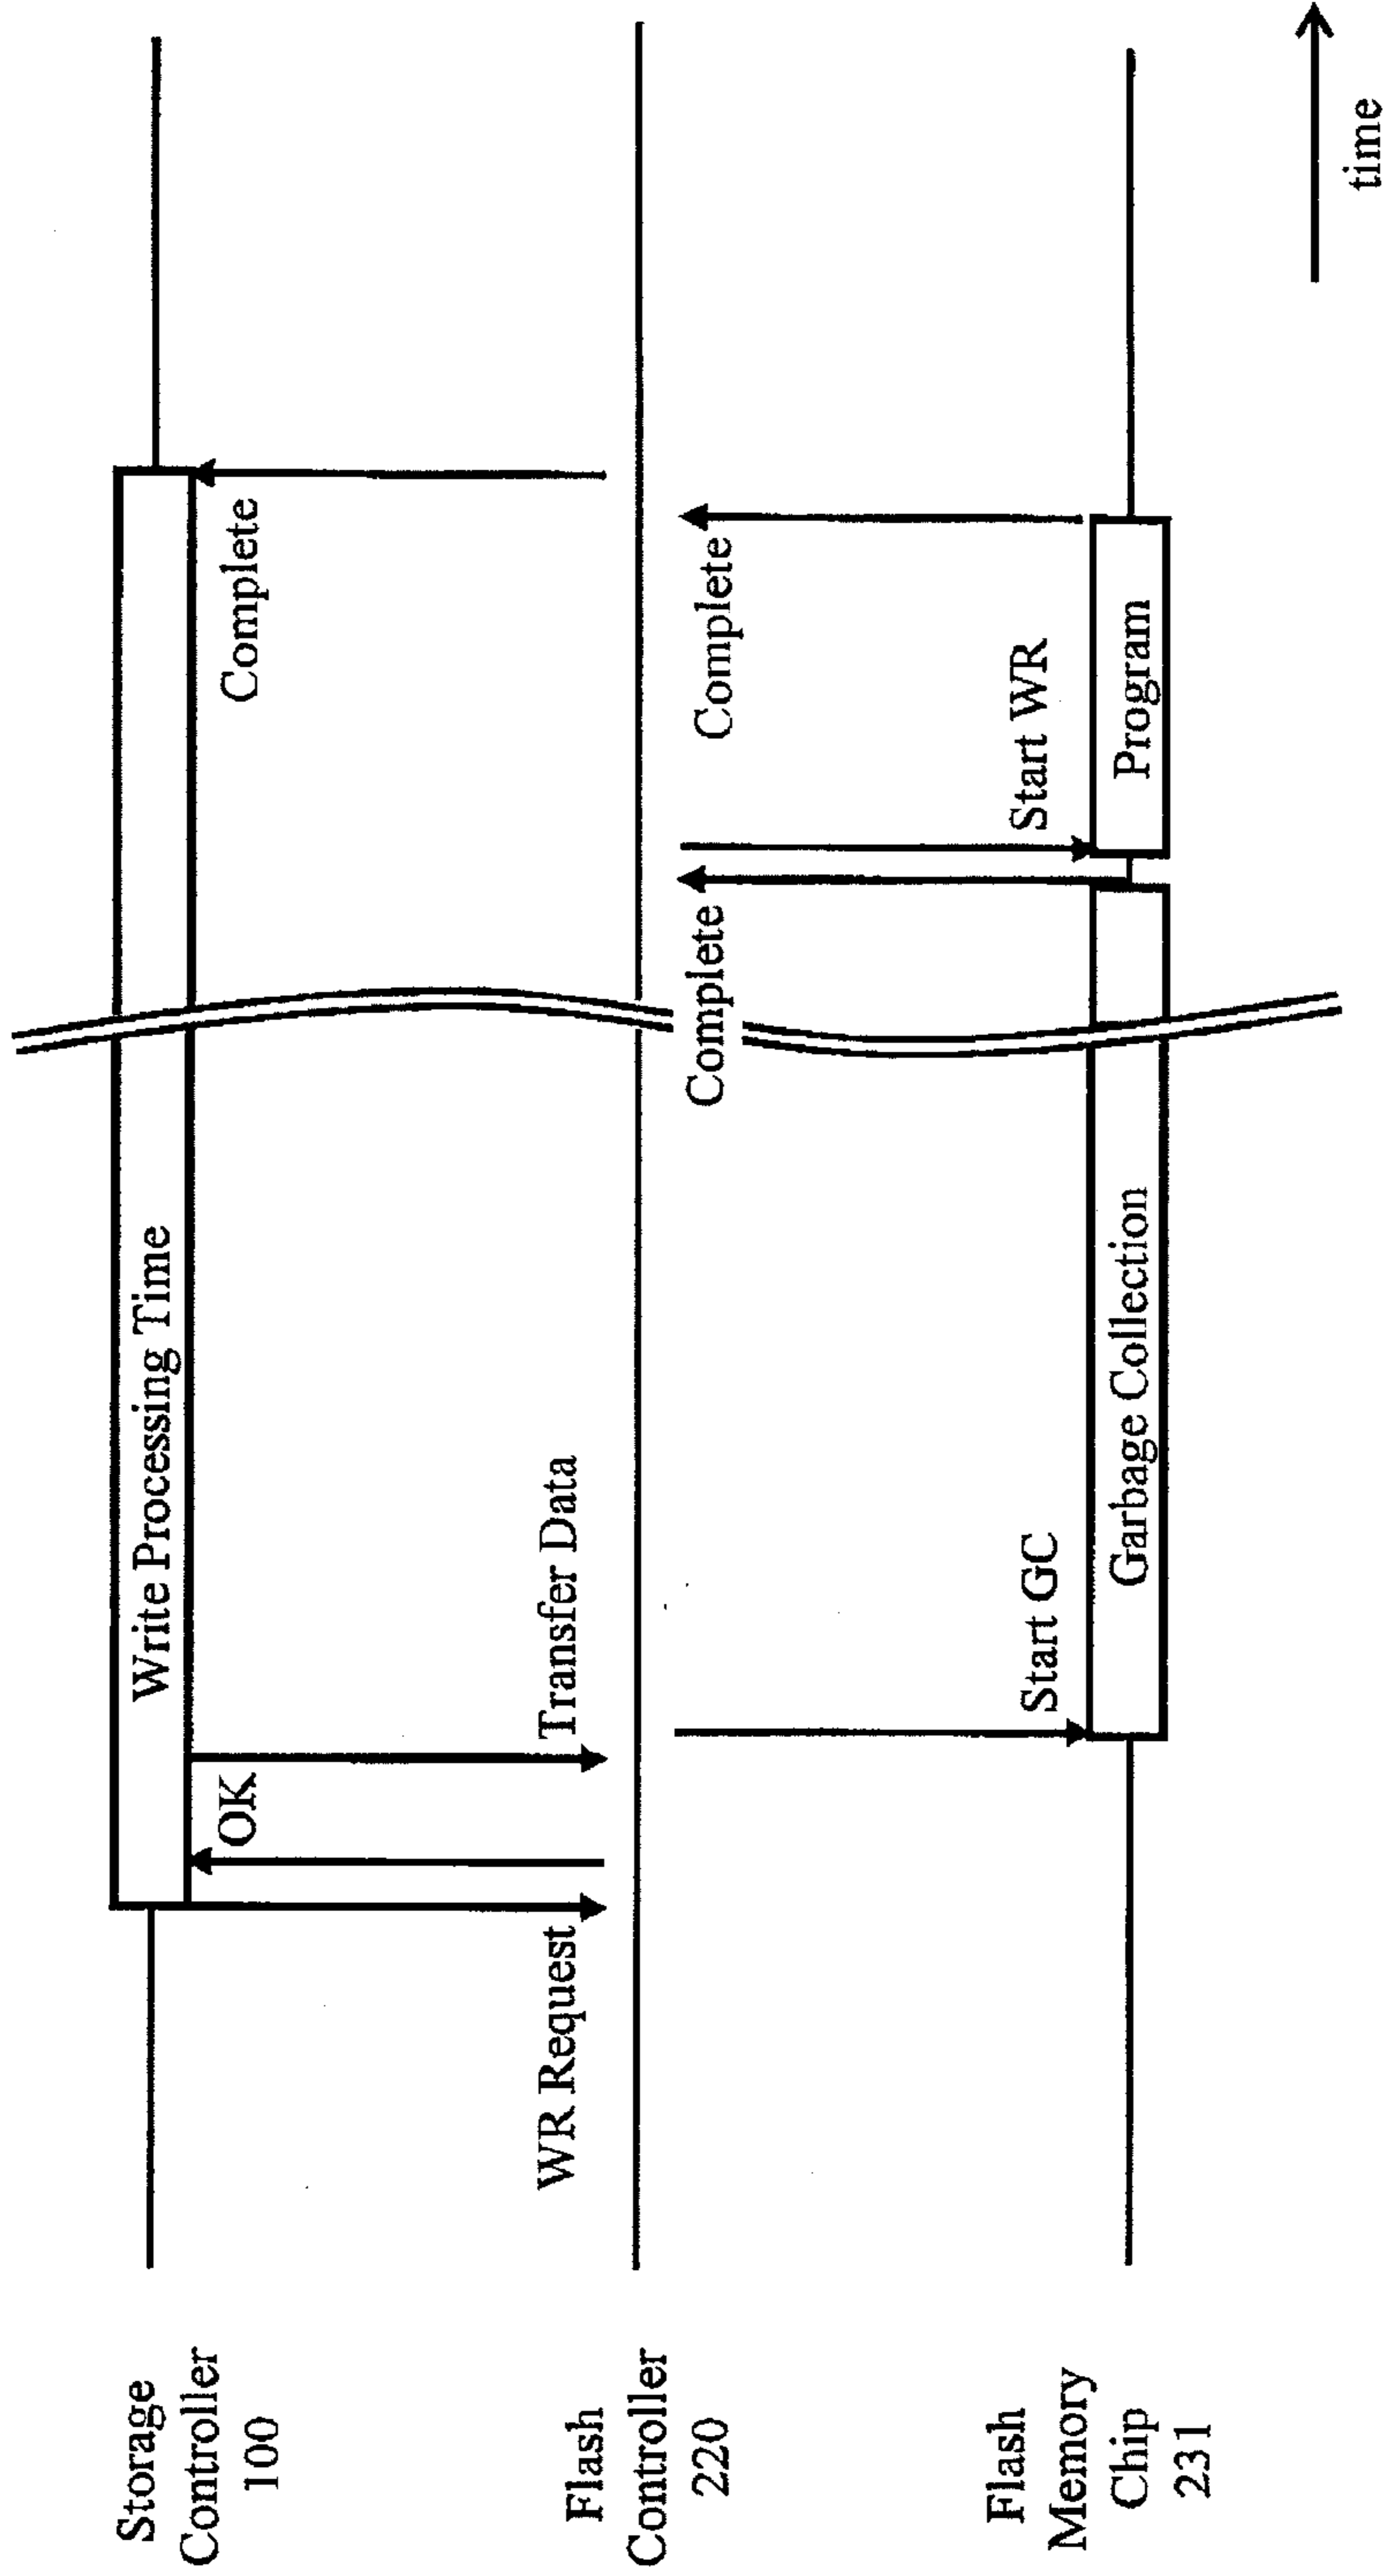 Storage
Controller
100
Write Processing Time
WR Request
OK
Transfer Data
Complete
Flash
Controller
220
Start GC
Complete
Start WR
Complete
Flash
Memory
Chip
231
Garbage Collection
Program
time